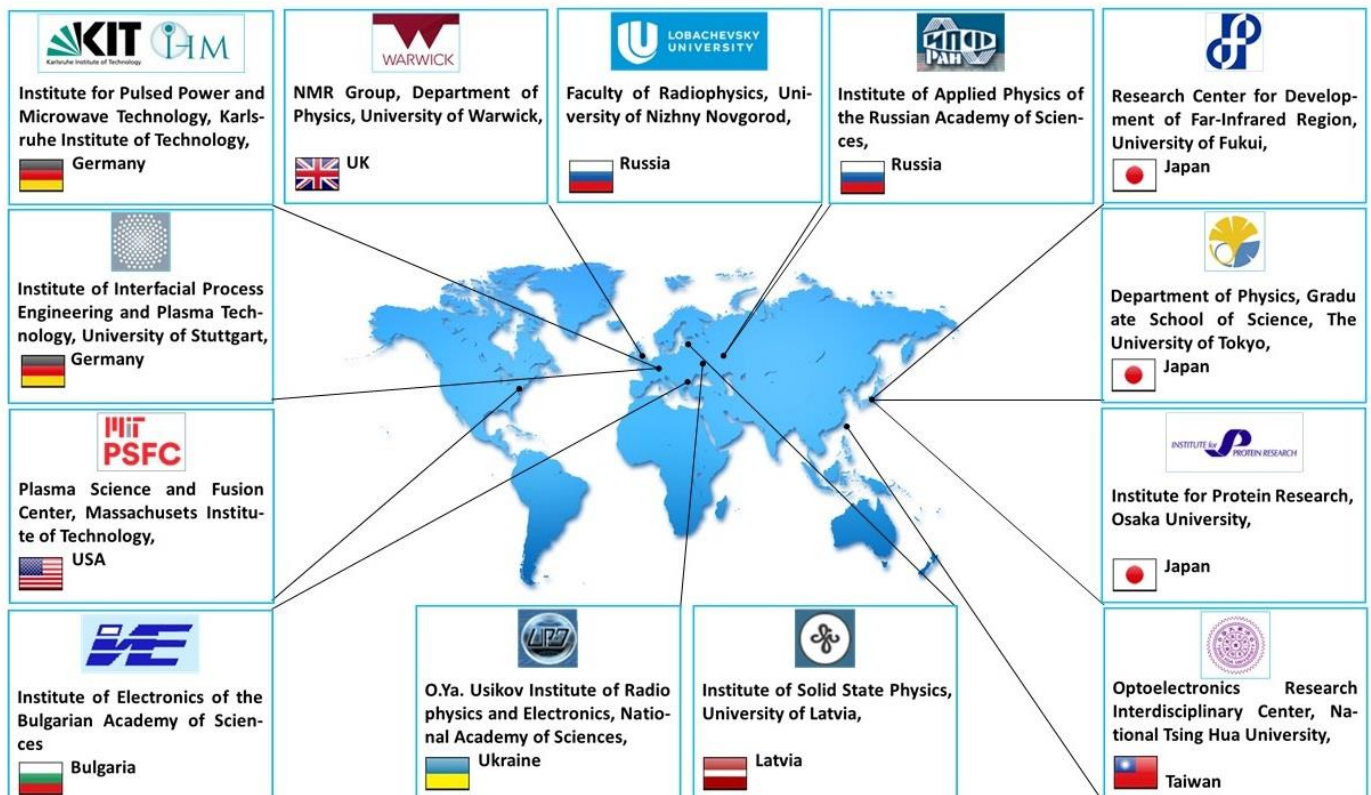 KIT IHM
Karlsruhe Institute of Technology
Institute for Pulsed Power and
Microwave Technology, Karls-
ruhe Institute of Technology,
Germany
WARWICK
NMR Group, Department of
Physics, University of Warwick,
UK
LOBACHEVSKY
UNIVERSITY
Faculty of Radiophysics, Uni-
versity of Nizhny Novgorod,
Russia
ИПФ
РАН
Institute of Applied Physics of
the Russian Academy of Scien-
ces,
Russia
Research Center for Develop-
ment of Far-Infrared Region,
University of Fukui,
Japan
Institute of Interfacial Process
Engineering and Plasma Tech-
nology, University of Stuttgart,
Germany
Department of Physics, Gradu
ate School of Science, The
University of Tokyo,
Japan
MIT
PSFC
Plasma Science and Fusion
Center, Massachusets Institu-
te of Technology,
USA
INSTITUTE for PROTEIN RESEARCH
Institute for Protein Research,
Osaka University,
Japan
Institute of Electronics of the
Bulgarian Academy of Scien-
ces
Bulgaria
O.Ya. Usikov Institute of Radio
physics and Electronics, Natio-
nal Academy of Sciences,
Ukraine
Institute of Solid State Physics,
University of Latvia,
Latvia
Optoelectronics Research
Interdisciplinary Center, Na-
tional Tsing Hua University,
Taiwan